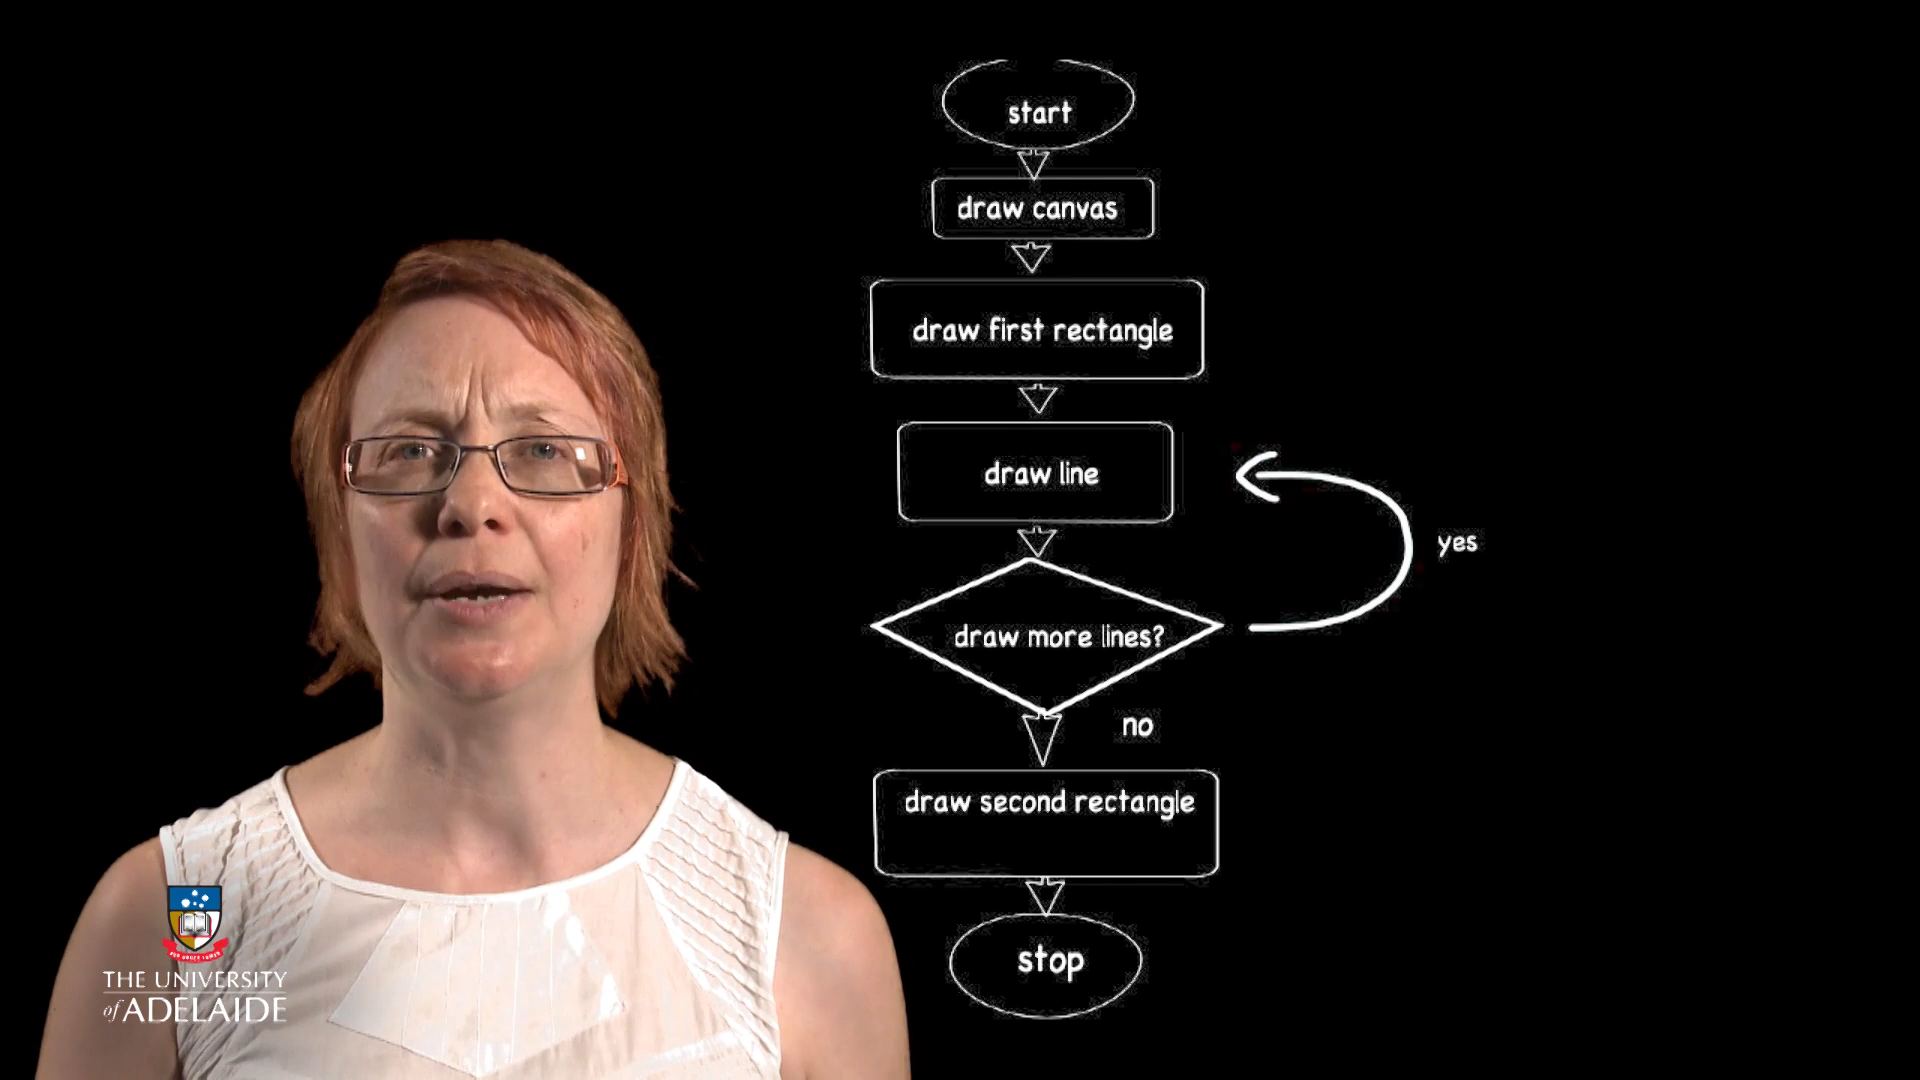 start
draw canvas
draw first rectangle
draw line
yes
draw more lines?
no
draw second rectangle
stop
THE UNIVERSITY
of ADELAIDE